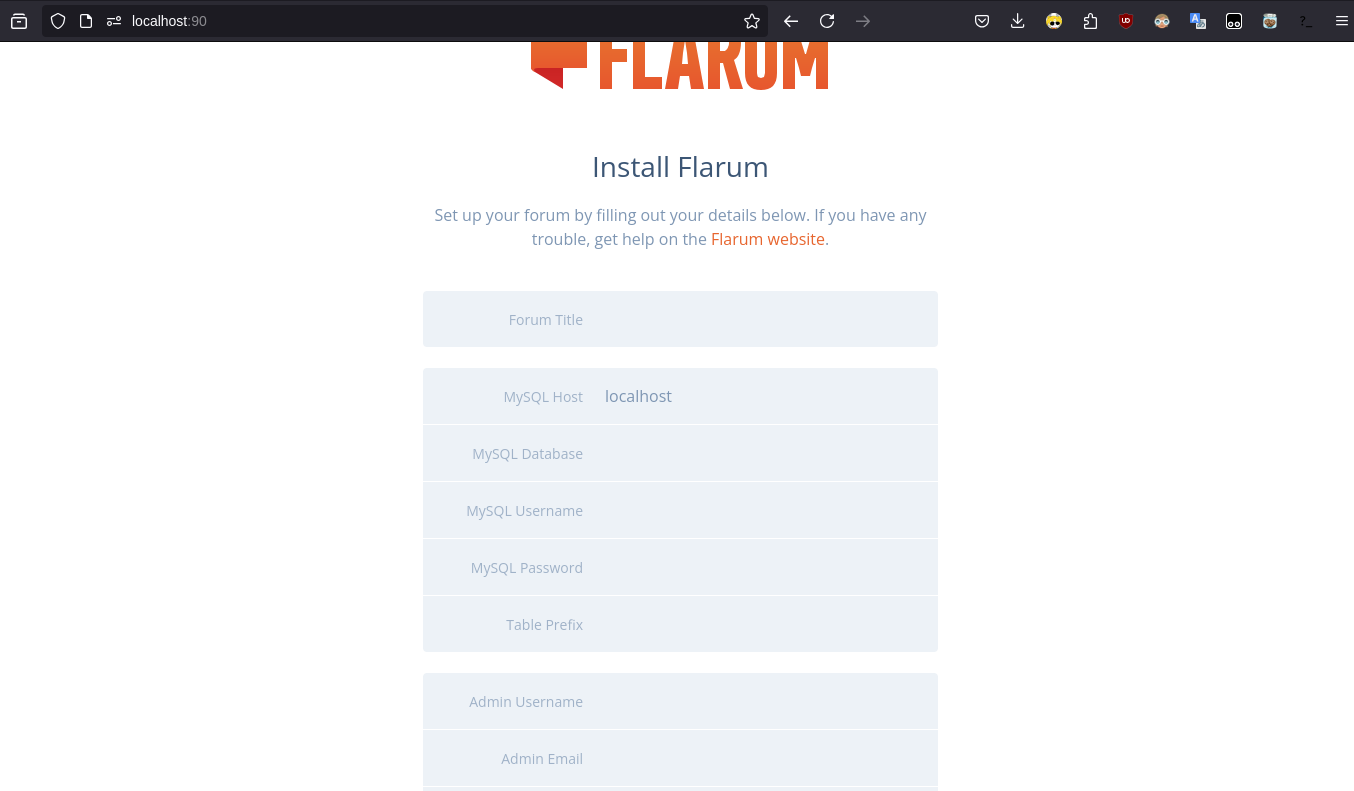 localhost:90
FLARUM
Install Flarum
Set up your forum by filling out your details below. If you have any
trouble, get help on the Flarum website.
Forum Title
MySQL Host localhost
MySQL Database
MySQL Username
MySQL Password
Table Prefix
Admin Username
Admin Email